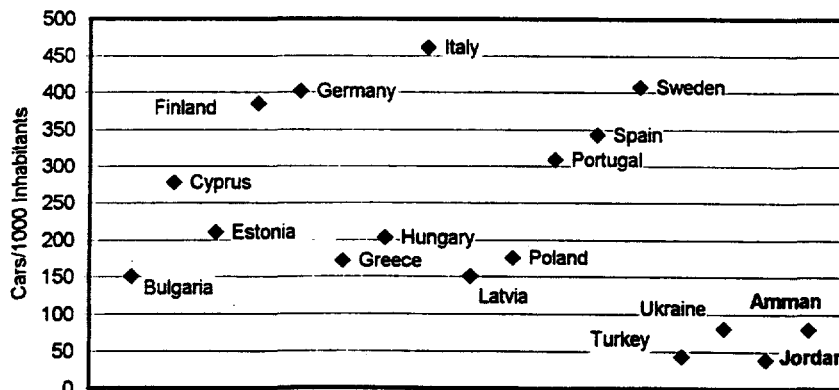 500
450
400
350
300
250
200
150
100
50
0
Cars/1000 Inhabitants
Italy
Germany
Sweden
Finland
Spain
Portugal
Cyprus
Estonia
Hungary
Greece
Poland
Bulgaria
Latvia
Ukraine
Amman
Turkey
Jordan